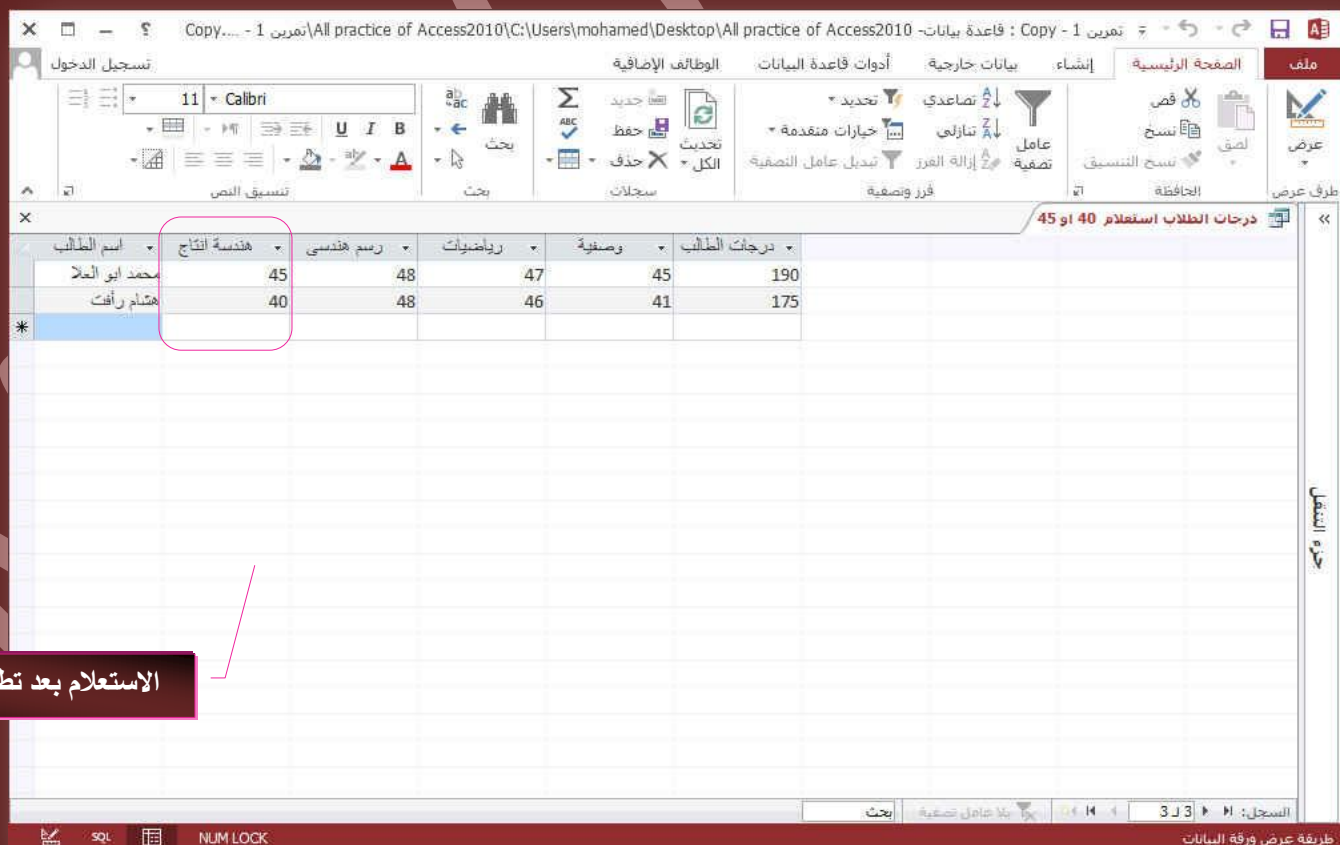 تمرين 1 - Copy : قاعدة بيانات- C:\Users\mohamed\Desktop\All practice of Access2010\All practice of Access2010\تمرين 1 - Copy....
ملف الصفحة الرئيسية إنشاء بيانات خارجية أدوات قاعدة البيانات الوظائف الإضافية تسجيل الدخول
عرض
طرف عرض
لصق
قص
نسخ
نسخ التنسيق
الحافظة
عامل تصفية
تصاعدي
تنازلي
إزالة الفرز
تحديد
خيارات متقدمة
تبديل عامل التصفية
فرز وتصفية
تحديث الكل
جديد
حفظ
حذف
سجلات
بحث
بحث
Calibri 11
B I U
تنسيق النص
درجات الطلاب استعلام 40 او 45
اسم الطالب هندسة انتاج رسم هندسى رياضيات وصفية درجات الطالب
محمد ابو العلا 45 48 47 45 190
هشام رأفت 40 48 46 41 175
جزء التنقل
الاستعلام بعد
السجل: 3 لـ 3 بلا عامل تصفية بحث
طريقة عرض ورقة البيانات NUM LOCK SQL